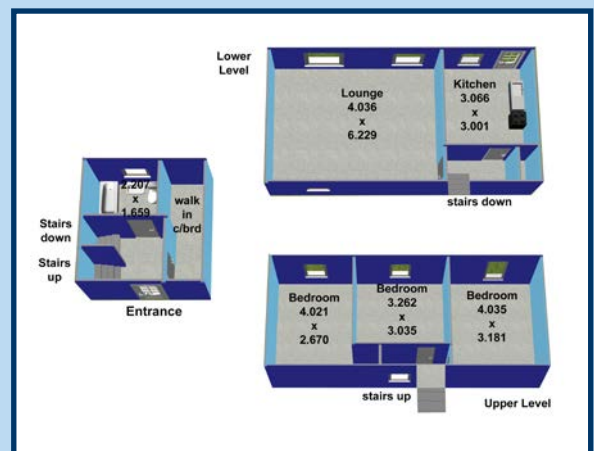 Lower
Level
Lounge
4.036
x
6.229
Kitchen
3.066
x
3.001
stairs down
2.207
x
1.659
walk
in
c/brd
Stairs
down
Stairs
up
Entrance
Bedroom
4.021
x
2.670
Bedroom
3.262
x
3.035
Bedroom
4.035
x
3.181
stairs up
Upper Level